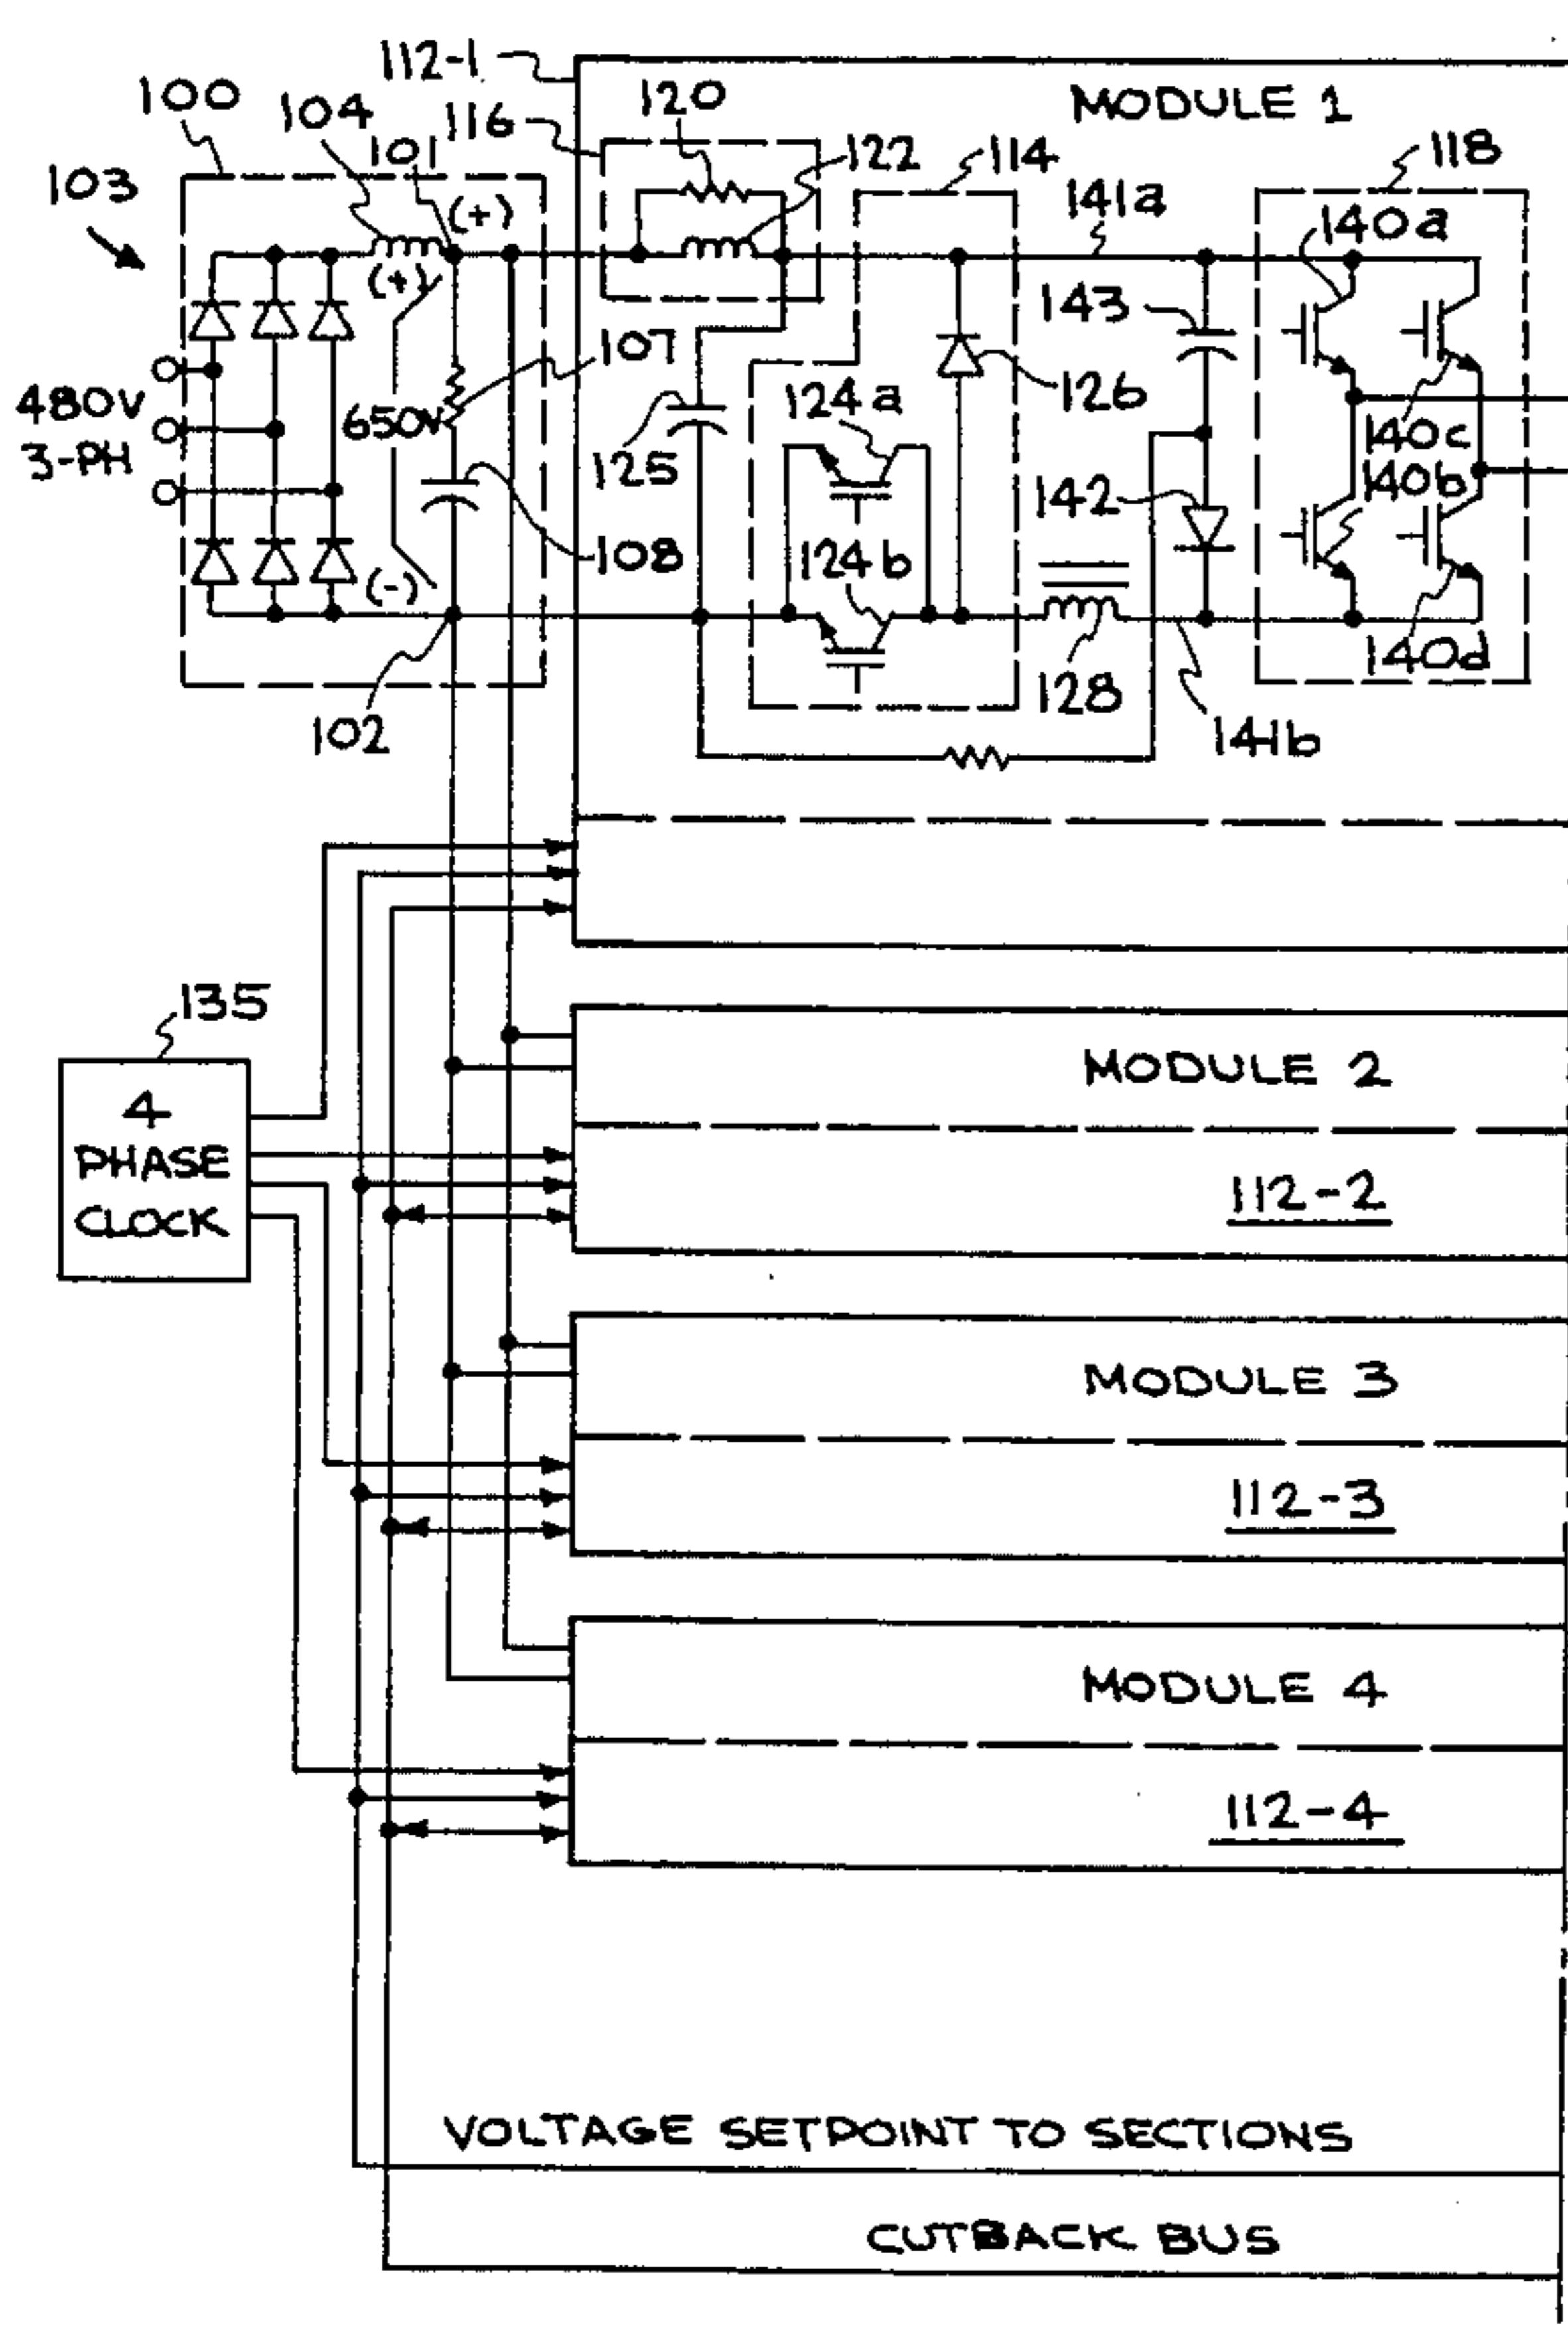 112-1
100
104
116
120
MODULE 1
101
122
114
118
103
(+)
141a
140a
(+)
143
107
480V
3-PH
650V
124a
126
125
140c
142
140b
108
124b
(-)
128
140d
102
141b
135
4
PHASE
CLOCK
MODULE 2
112-2
MODULE 3
112-3
MODULE 4
112-4
VOLTAGE SETPOINT TO SECTIONS
CUTBACK BUS